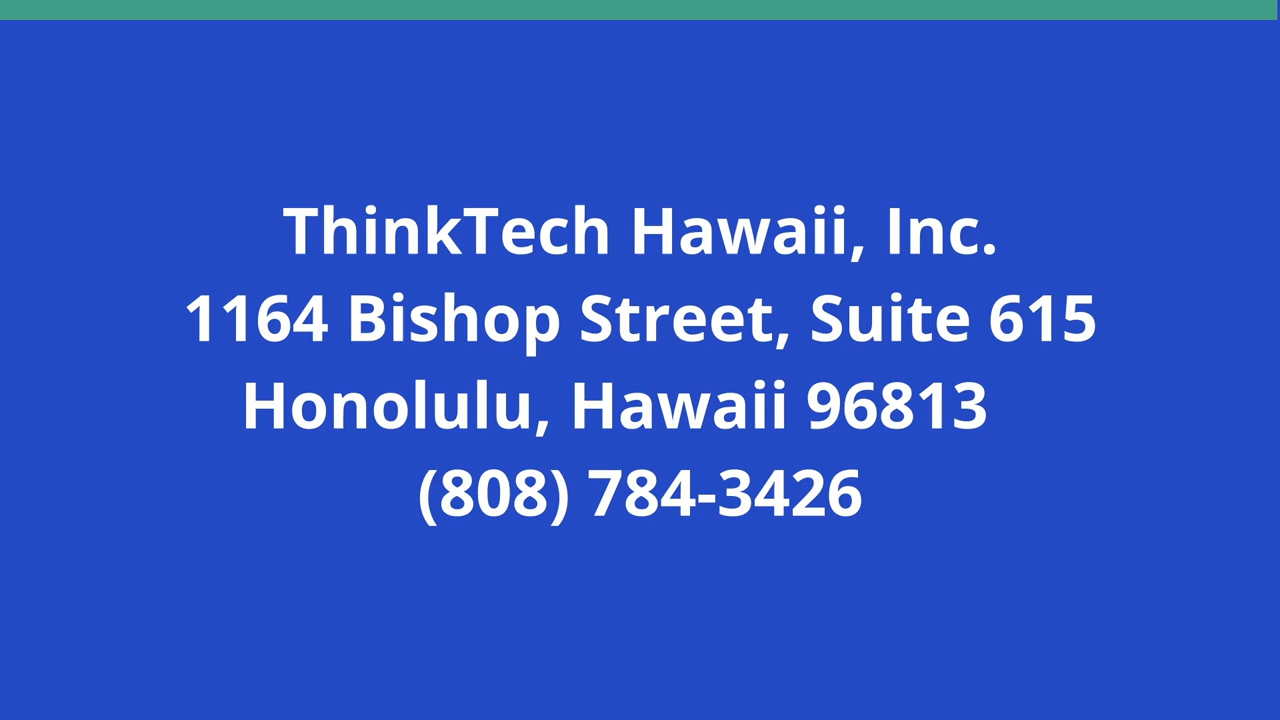 ThinkTech Hawaii, Inc.
1164 Bishop Street, Suite 615
Honolulu, Hawaii 96813
(808) 784-3426